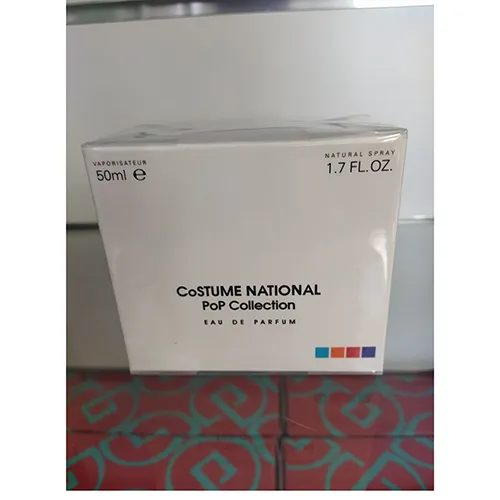 VAPORISATEUR
50ml ℮
NATURAL SPRAY
1.7 FL.OZ.
CoSTUME NATIONAL
PoP Collection
EAU DE PARFUM